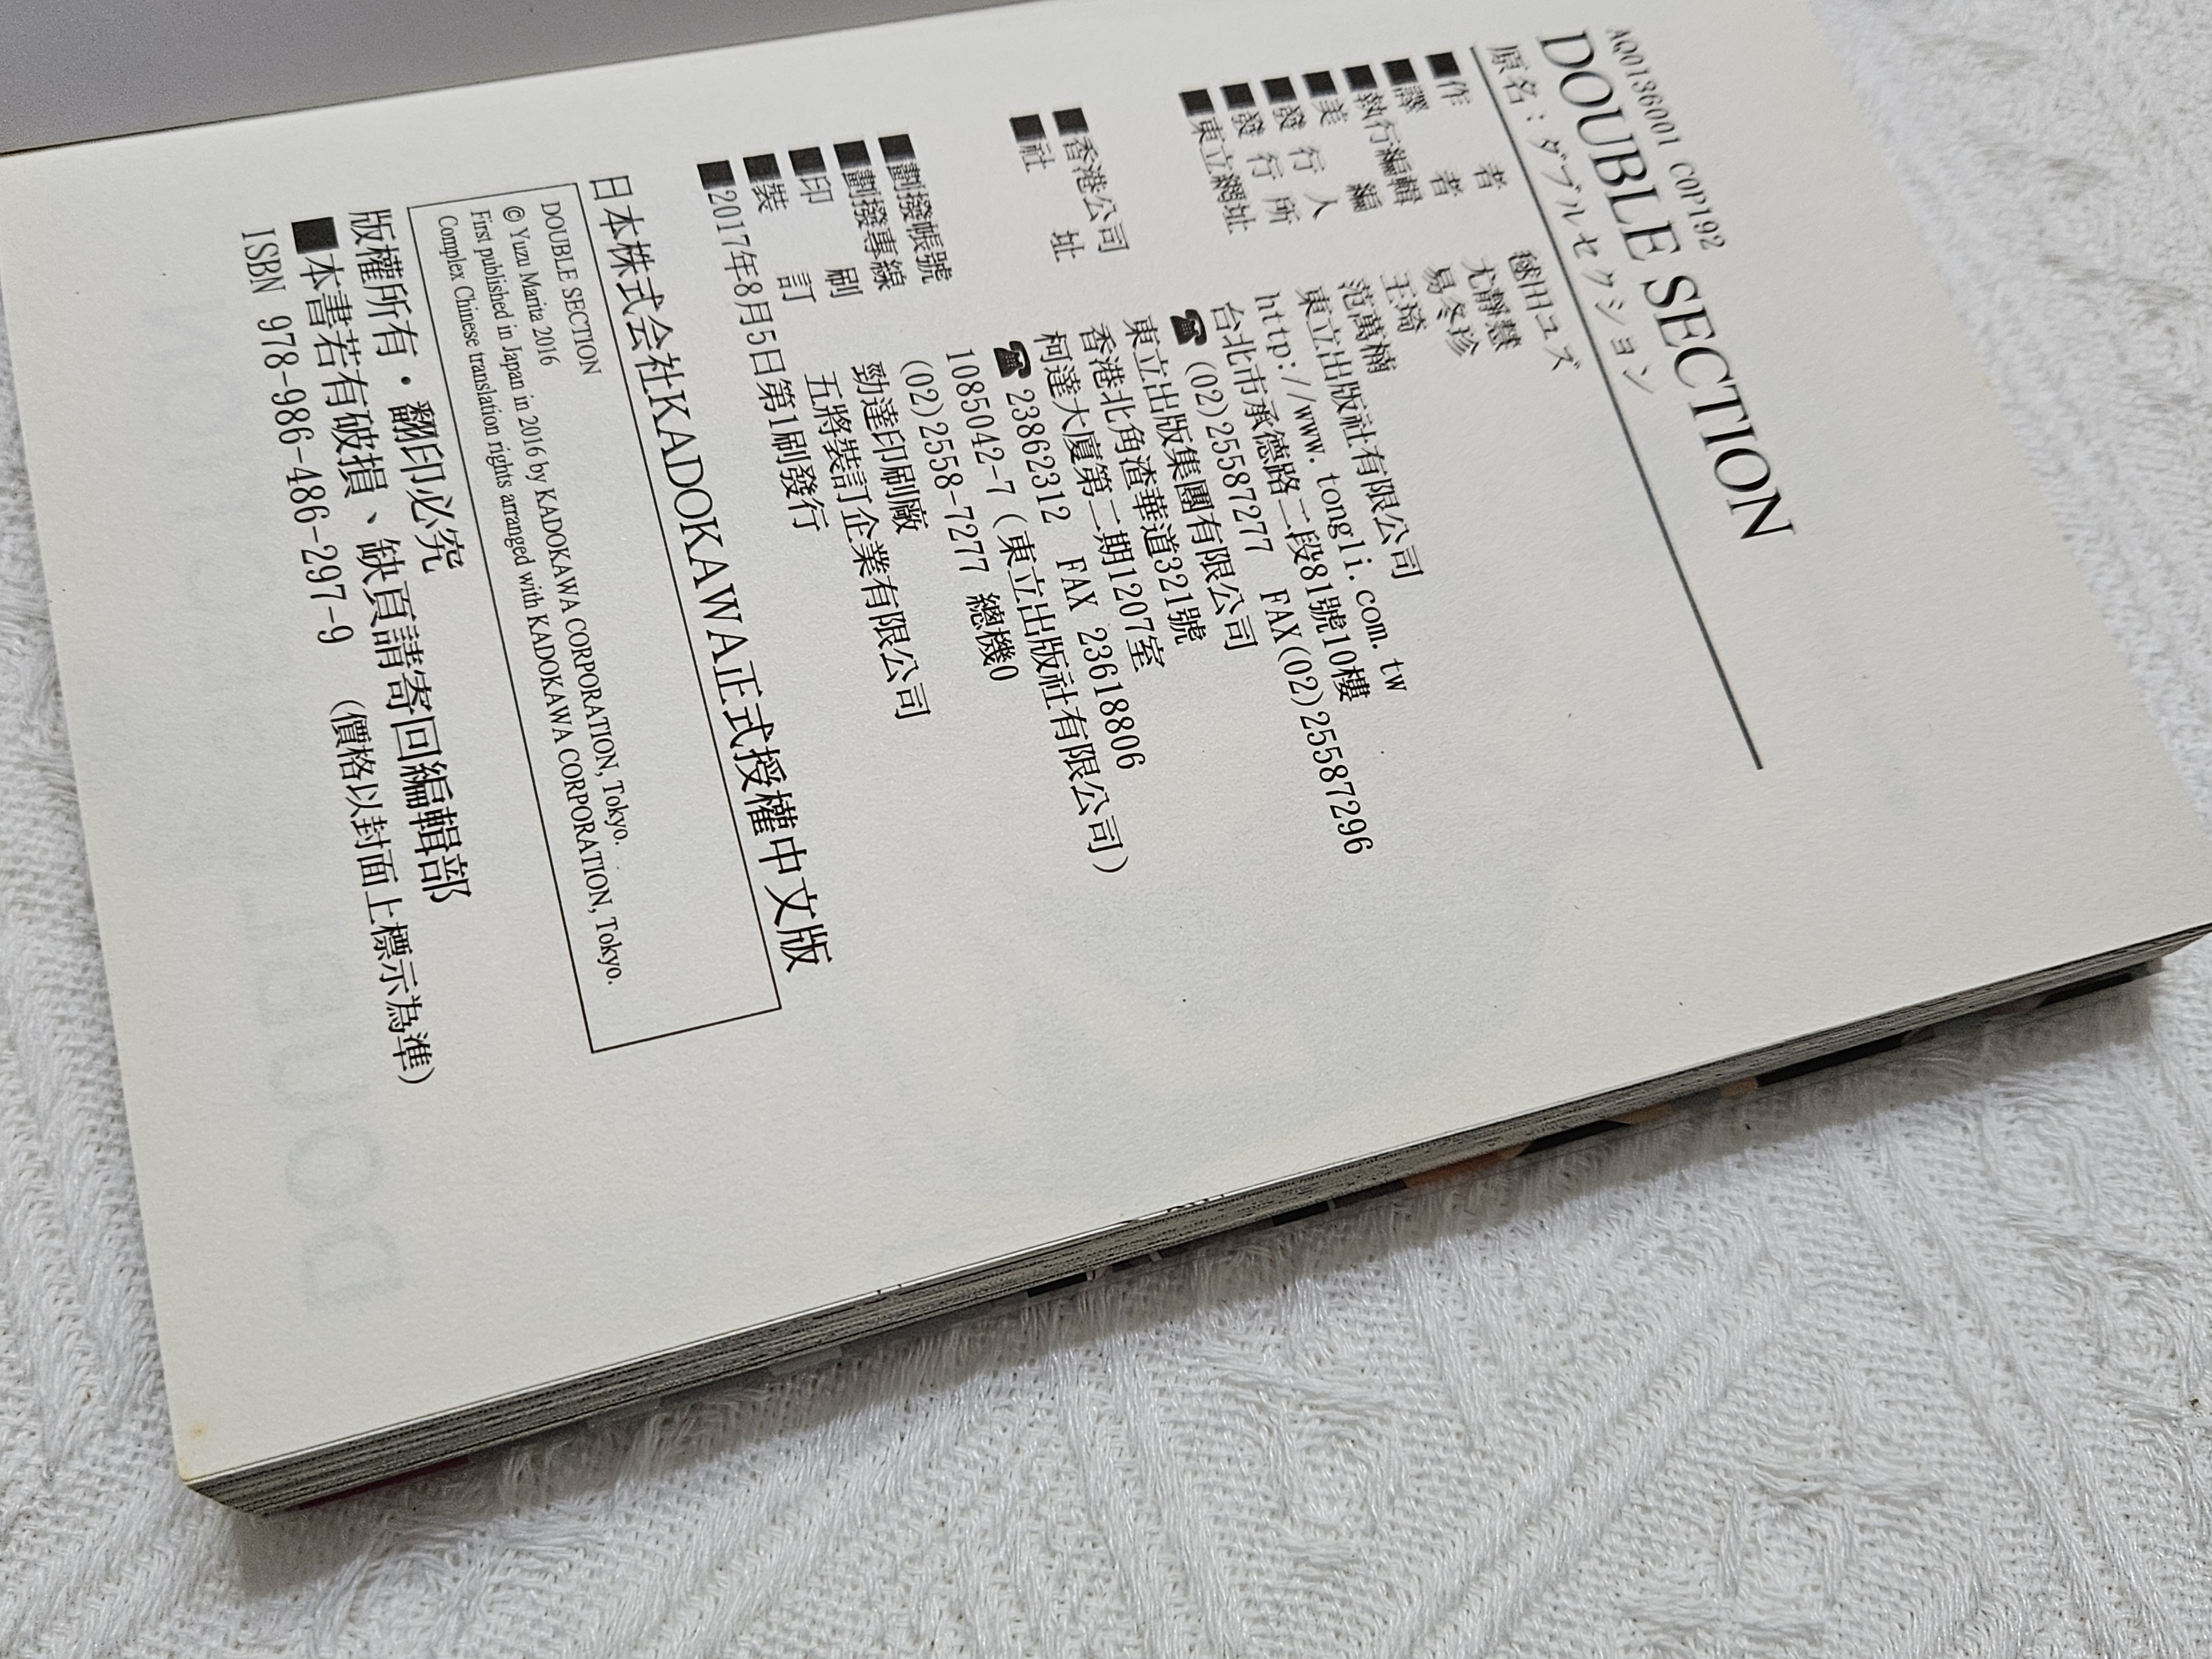 AQ0136001 COP192
DOUBLE SECTION
原名：ダブルセクション
■作 者 穐田ユズ
■譯 者 尤靜慧
■執行編輯 易冬珍
■美 編 王琦
■發 行 人 范萬楠
■發 行 所 東立出版社有限公司
■東立網址 http://www.tongli.com.tw
台北市承德路二段81號10樓
☎(02)25587277 FAX(02)25587296
■香港公司 東立出版集團有限公司
■社 址 香港北角渣華道321號
柯達大廈第二期1207室
☎23862312 FAX 23618806
■劃撥帳號 1085042-7（東立出版社有限公司）
■劃撥專線 (02)2558-7277 總機0
■印 刷 勁達印刷廠
■裝 訂 五將裝訂企業有限公司
■2017年8月5日第1刷發行
日本株式会社KADOKAWA正式授權中文版
DOUBLE SECTION
© Yuzu Marita 2016
First published in Japan in 2016 by KADOKAWA CORPORATION, Tokyo.
Complex Chinese translation rights arranged with KADOKAWA CORPORATION, Tokyo.
版權所有・翻印必究
■本書若有破損、缺頁請寄回編輯部
ISBN 978-986-486-297-9 （價格以封面上標示為準）